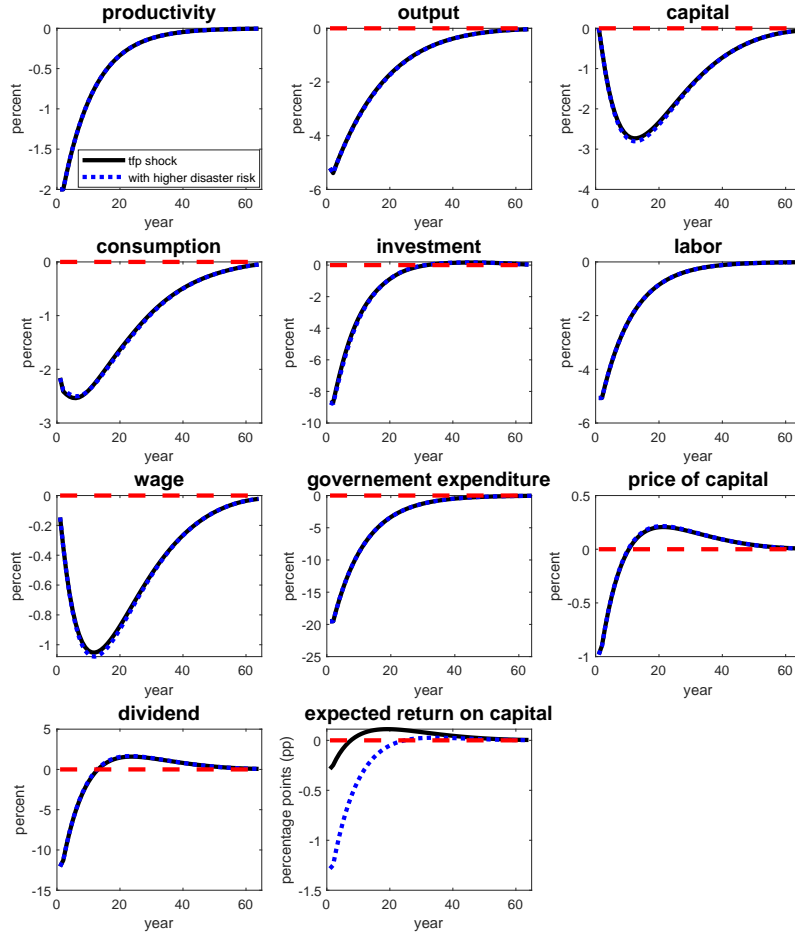 productivity
output
capital
percent
0
-0.5
-1
-1.5
-2
tfp shock
with higher disaster risk
0
20
40
60
year
percent
0
-2
-4
-6
0
20
40
60
year
percent
0
-1
-2
-3
-4
0
20
40
60
year
consumption
investment
labor
percent
0
-1
-2
-3
0
20
40
60
year
percent
0
-2
-4
-6
-8
-10
0
20
40
60
year
percent
0
-2
-4
-6
0
20
40
60
year
wage
governement expenditure
price of capital
percent
0
-0.2
-0.4
-0.6
-0.8
-1
0
20
40
60
year
percent
0
-5
-10
-15
-20
-25
0
20
40
60
year
percent
0.5
0
-0.5
-1
0
20
40
60
year
dividend
expected return on capital
percent
5
0
-5
-10
-15
0
20
40
60
year
percentage points (pp)
0
-0.5
-1
-1.5
0
20
40
60
year